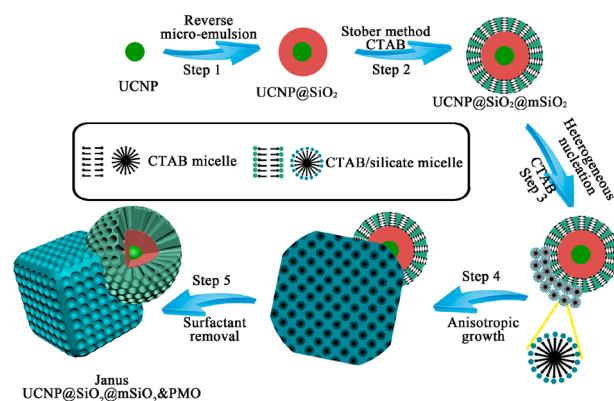 Reverse
micro-emulsion
Step 1
UCNP
UCNP@SiO₂
Stober method
CTAB
Step 2
UCNP@SiO₂@mSiO₂
Heterogeneous
nucleation
CTAB
Step 3
CTAB micelle
CTAB/silicate micelle
Step 4
Anisotropic
growth
Step 5
Surfactant
removal
Janus
UCNP@SiO₂@mSiO₂&PMO